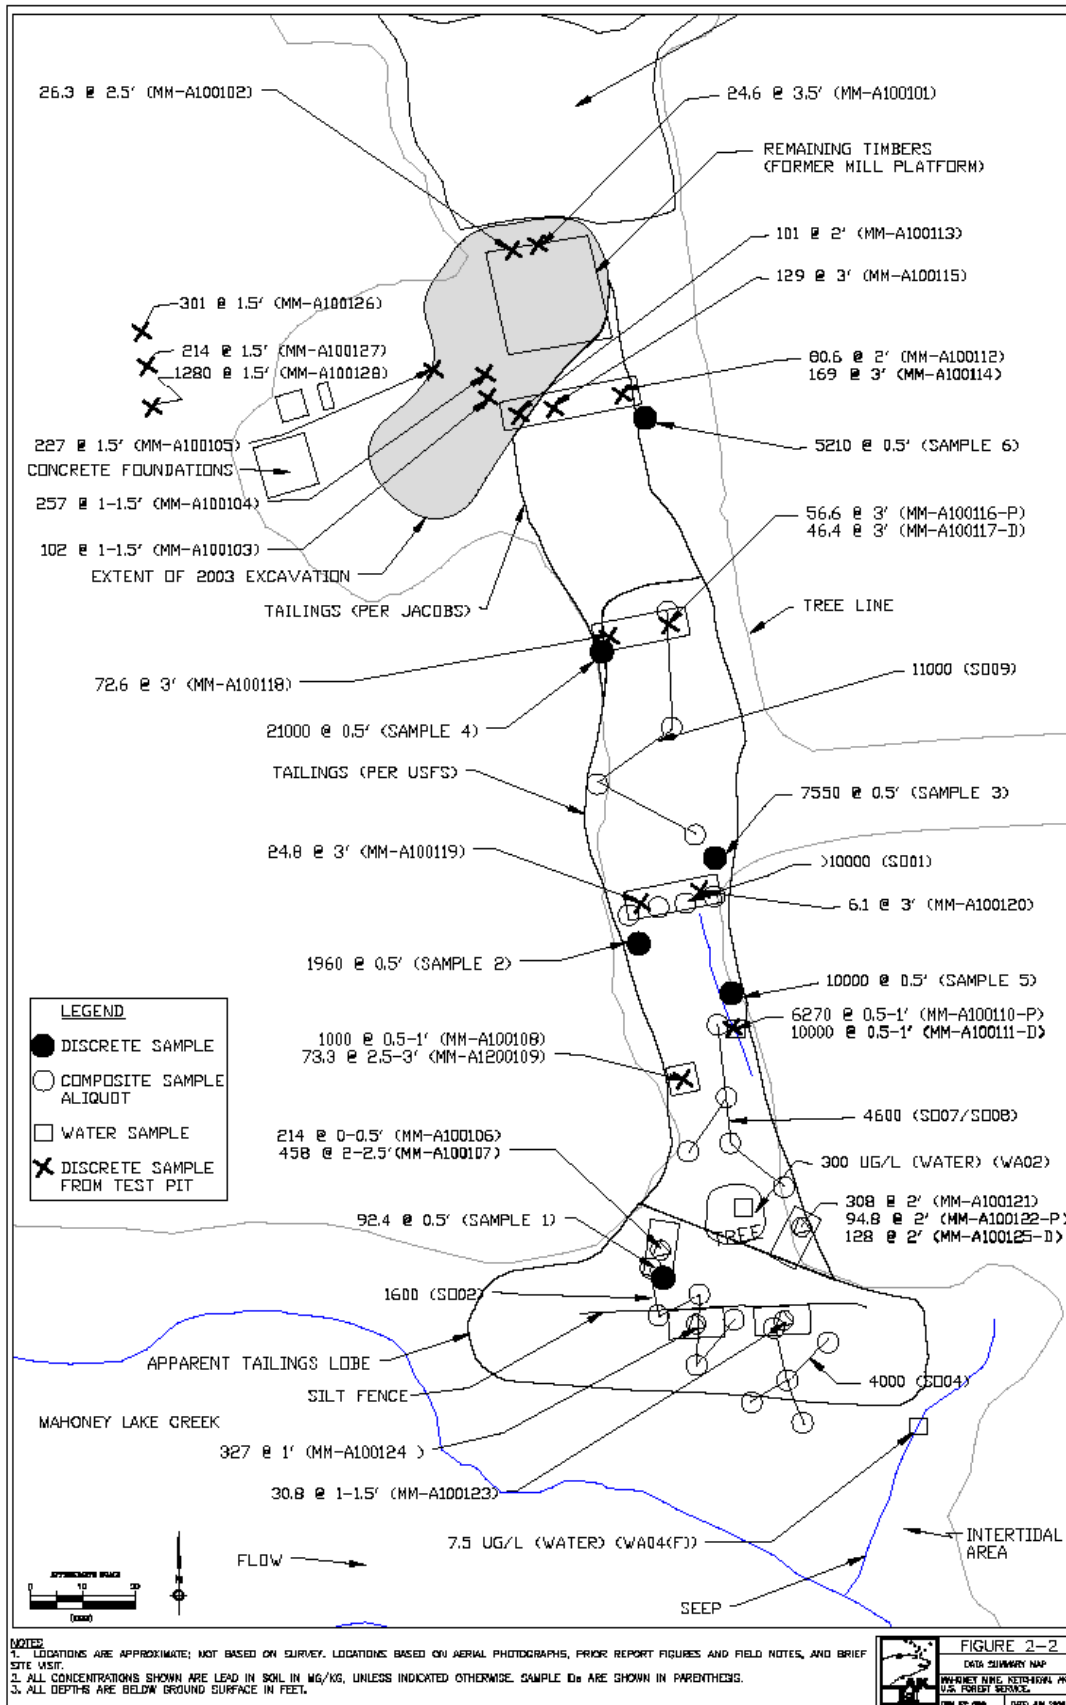 26.3 @ 2.5' (MM-A100102)
24.6 @ 3.5' (MM-A100101)
REMAINING TIMBERS
(FORMER MILL PLATFORM)
101 @ 2' (MM-A100113)
129 @ 3' (MM-A100115)
301 @ 1.5' (MM-A100126)
214 @ 1.5' (MM-A100127)
1280 @ 1.5' (MM-A100128)
80.6 @ 2' (MM-A100112)
169 @ 3' (MM-A100114)
227 @ 1.5' (MM-A100105)
5210 @ 0.5' (SAMPLE 6)
CONCRETE FOUNDATIONS
257 @ 1-1.5' (MM-A100104)
56.6 @ 3' (MM-A100116-P)
46.4 @ 3' (MM-A100117-D)
102 @ 1-1.5' (MM-A100103)
EXTENT OF 2003 EXCAVATION
TAILINGS (PER JACOBS)
TREE LINE
72.6 @ 3' (MM-A100118)
11000 (SO09)
21000 @ 0.5' (SAMPLE 4)
TAILINGS (PER USFS)
7550 @ 0.5' (SAMPLE 3)
24.8 @ 3' (MM-A100119)
>10000 (SO01)
6.1 @ 3' (MM-A100120)
1960 @ 0.5' (SAMPLE 2)
10000 @ 0.5' (SAMPLE 5)
LEGEND
DISCRETE SAMPLE
COMPOSITE SAMPLE
ALIQUOT
WATER SAMPLE
DISCRETE SAMPLE
FROM TEST PIT
6270 @ 0.5-1' (MM-A100110-P)
10000 @ 0.5-1' (MM-A100111-D)
1000 @ 0.5-1' (MM-A100108)
73.3 @ 2.5-3' (MM-A1200109)
4600 (SO07/SO08)
214 @ 0-0.5' (MM-A100106)
458 @ 2-2.5' (MM-A100107)
300 UG/L (WATER) (WA02)
TREE
92.4 @ 0.5' (SAMPLE 1)
308 @ 2' (MM-A100121)
94.8 @ 2' (MM-A100122-P)
128 @ 2' (MM-A100125-D)
1600 (SO02)
APPARENT TAILINGS LOBE
SILT FENCE
4000 (SO04)
MAHONEY LAKE CREEK
327 @ 1' (MM-A100124 )
30.8 @ 1-1.5' (MM-A100123)
7.5 UG/L (WATER) (WA04(F))
INTERTIDAL
AREA
FLOW
SEEP
APPROXIMATE SCALE
0 10 20
NOTES
1. LOCATIONS ARE APPROXIMATE; NOT BASED ON SURVEY. LOCATIONS BASED ON AERIAL PHOTOGRAPHS, PRIOR REPORT FIGURES AND FIELD NOTES, AND BRIEF
SITE VISIT.
2. ALL CONCENTRATIONS SHOWN ARE LEAD IN SOIL IN MG/KG, UNLESS INDICATED OTHERWISE. SAMPLE IDs ARE SHOWN IN PARENTHESIS.
3. ALL DEPTHS ARE BELOW GROUND SURFACE IN FEET.
FIGURE 2-2
DATA SUMMARY MAP
MAHONEY MINE, KETCHIKAN,
U.S. FOREST SERVICE